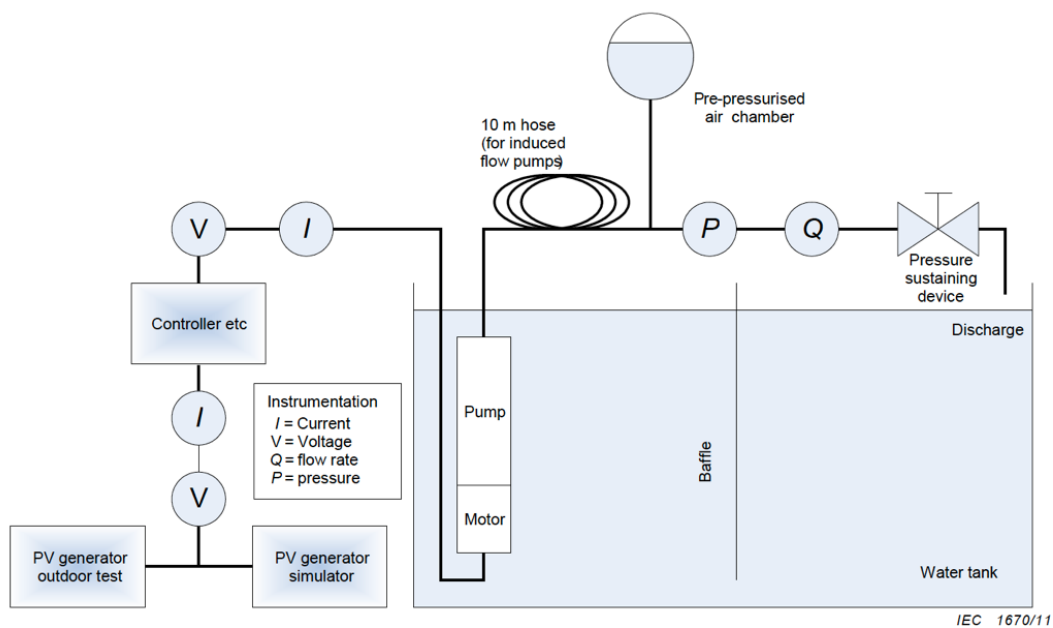 Pre-pressurised
air chamber
10 m hose
(for induced
flow pumps)
V
I
P
Q
Pressure
sustaining
device
Controller etc
Discharge
I
Instrumentation
I = Current
V = Voltage
Q = flow rate
P = pressure
Pump
Baffle
V
Motor
PV generator
outdoor test
PV generator
simulator
Water tank
IEC 1670/11